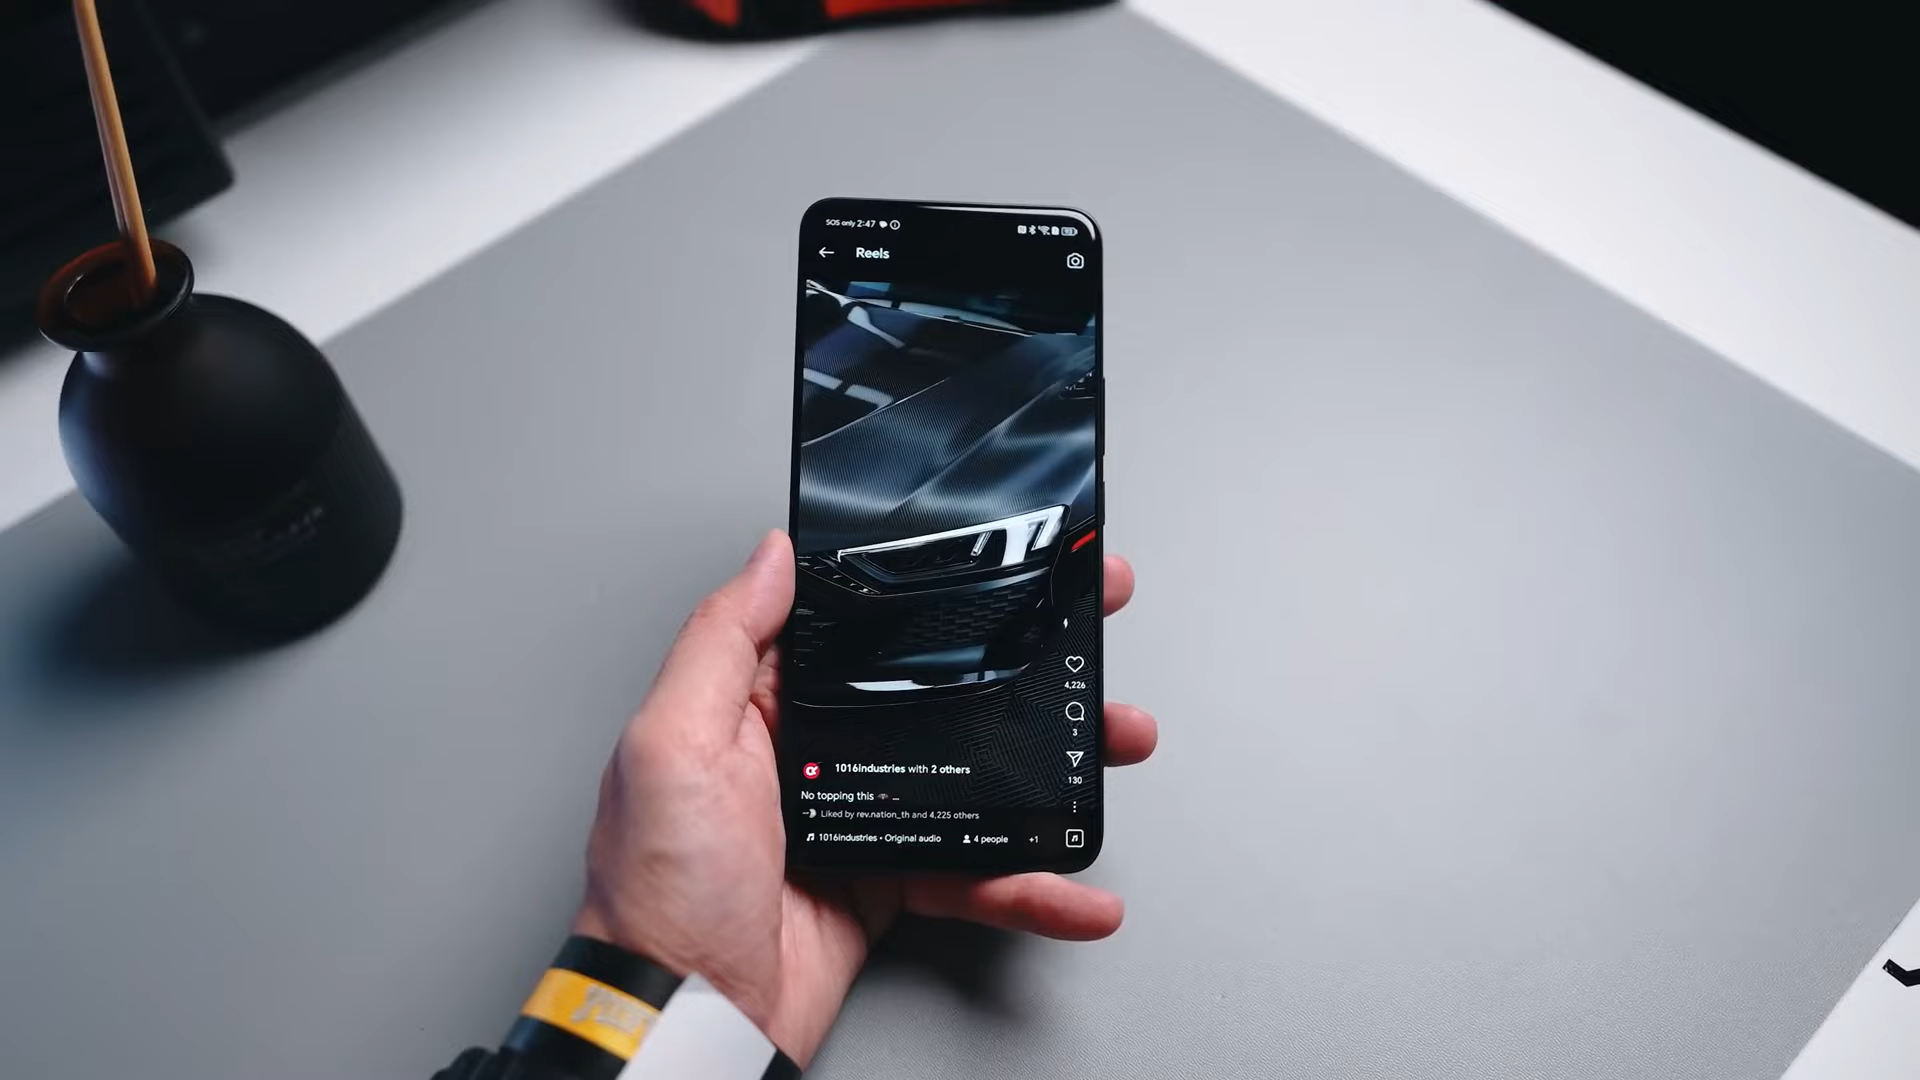 SOS only 2:47
Reels
4,226
3
130
1016industries with 2 others
No topping this ...
Liked by rev.nation_th and 4,225 others
1016industries • Original audio 4 people +1